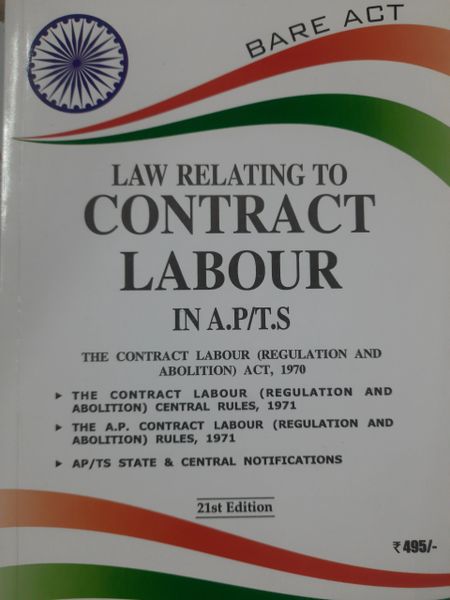 BARE ACT
LAW RELATING TO
CONTRACT
LABOUR
IN A.P/T.S
THE CONTRACT LABOUR (REGULATION AND
ABOLITION) ACT, 1970
‣ THE CONTRACT LABOUR (REGULATION AND
ABOLITION) CENTRAL RULES, 1971
‣ THE A.P. CONTRACT LABOUR (REGULATION AND
ABOLITION) RULES, 1971
‣ AP/TS STATE & CENTRAL NOTIFICATIONS
21st Edition
₹ 495/-